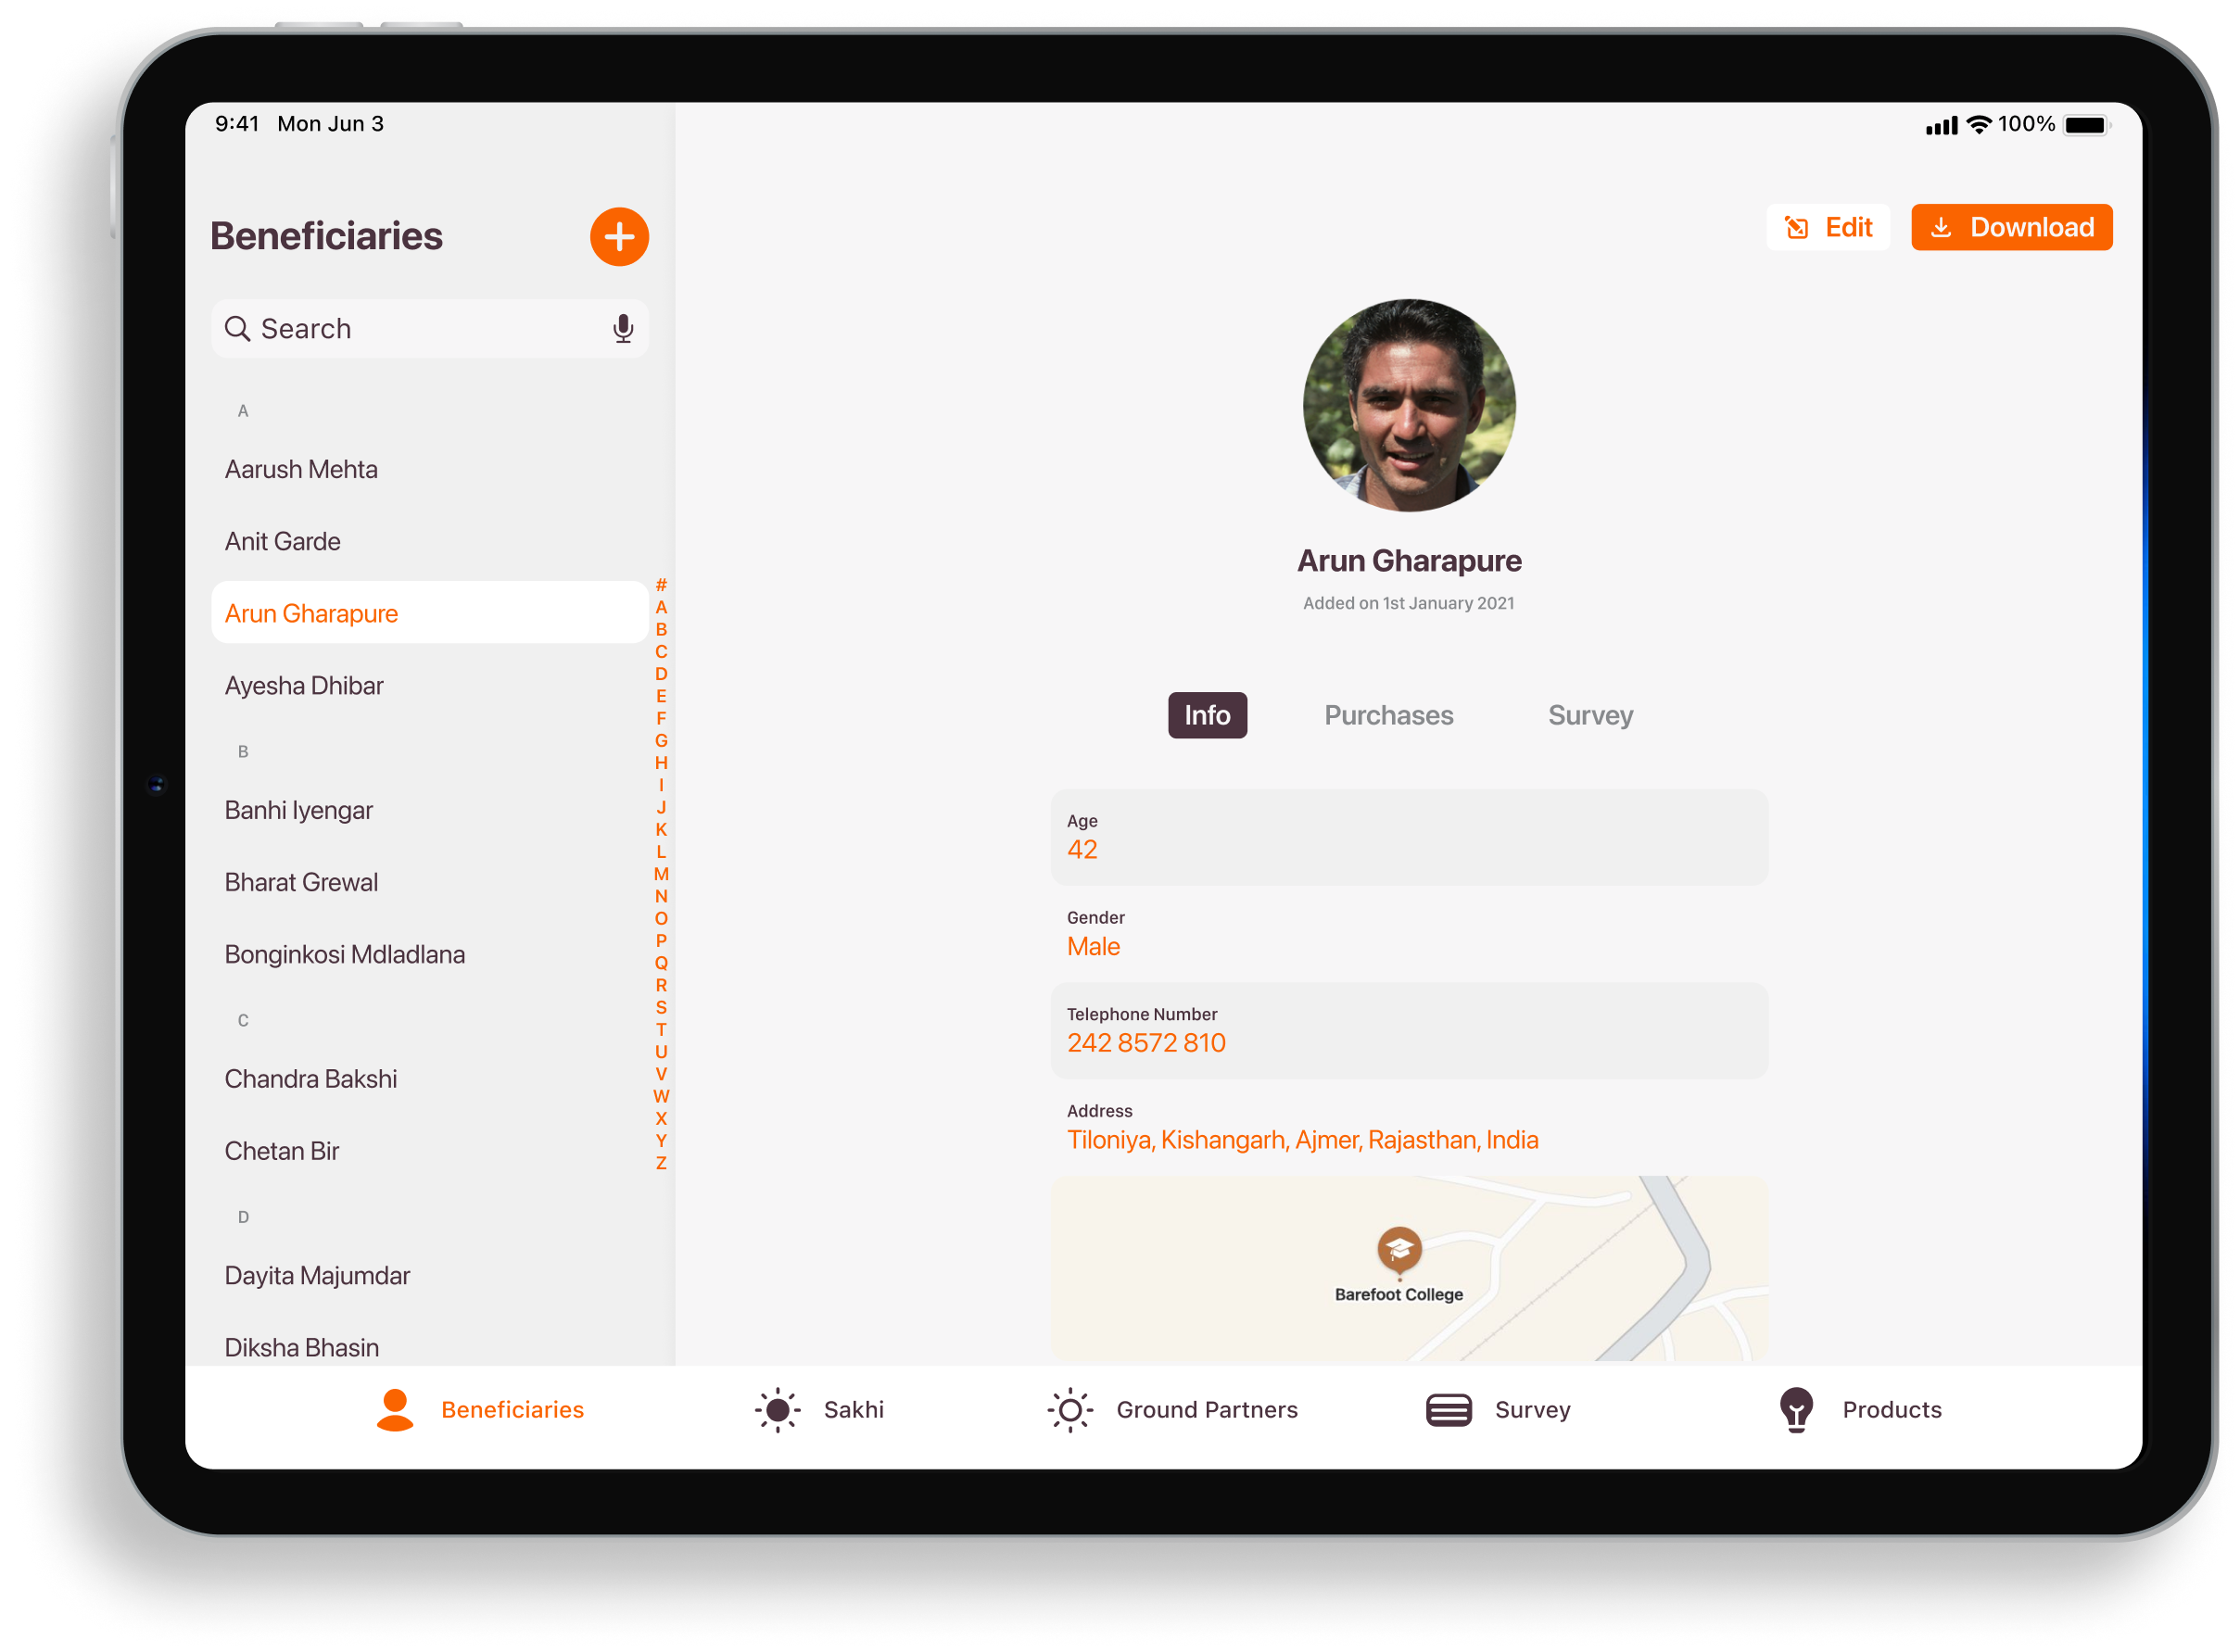 9:41 Mon Jun 3
100%
Beneficiaries
Search
A
Aarush Mehta
Anit Garde
Arun Gharapure
Ayesha Dhibar
B
Banhi Iyengar
Bharat Grewal
Bonginkosi Mdladlana
C
Chandra Bakshi
Chetan Bir
D
Dayita Majumdar
Diksha Bhasin
#
A
B
C
D
E
F
G
H
I
J
K
L
M
N
O
P
Q
R
S
T
U
V
W
X
Y
Z
Edit
Download
Arun Gharapure
Added on 1st January 2021
Info Purchases Survey
Age
42
Gender
Male
Telephone Number
242 8572 810
Address
Tiloniya, Kishangarh, Ajmer, Rajasthan, India
Barefoot College
Beneficiaries Sakhi Ground Partners Survey Products